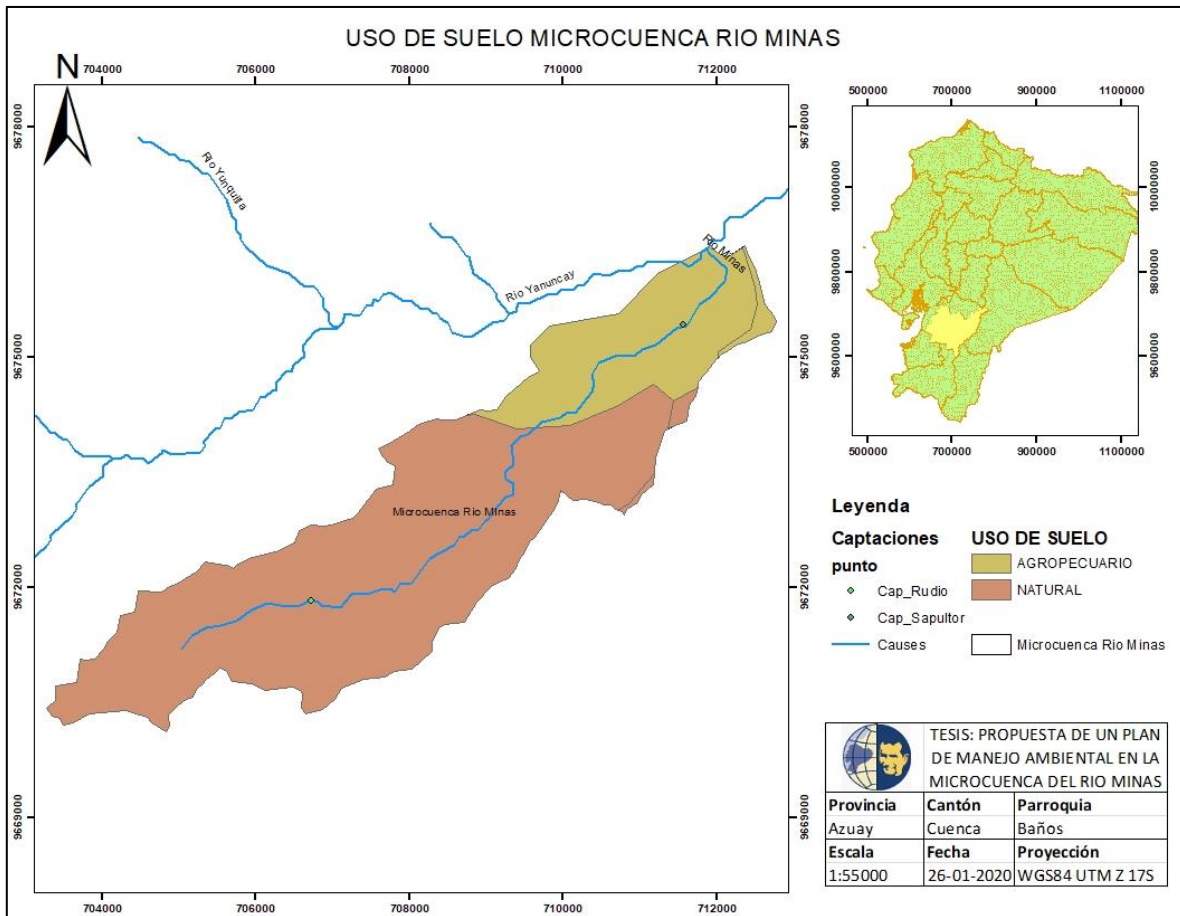 USO DE SUELO MICROCUENCA RIO MINAS
N
704000 706000 708000 710000 712000
9678000 9678000
9675000 9675000
9672000 9672000
9669000 9669000
704000 706000 708000 710000 712000
Rio Yunquilla
Rio Yanuncay
Rio Minas
Microcuenca Rio Minas
500000 700000 900000 1100000
10000000 10000000
9800000 9800000
9600000 9600000
500000 700000 900000 1100000
Leyenda
Captaciones USO DE SUELO
punto AGROPECUARIO
Cap_Rudio NATURAL
Cap_Sapultor
Causes Microcuenca Rio Minas
TESIS: PROPUESTA DE UN PLAN
DE MANEJO AMBIENTAL EN LA
MICROCUENCA DEL RIO MINAS
Provincia Cantón Parroquia
Azuay Cuenca Baños
Escala Fecha Proyección
1:55000 26-01-2020 WGS84 UTM Z 17S